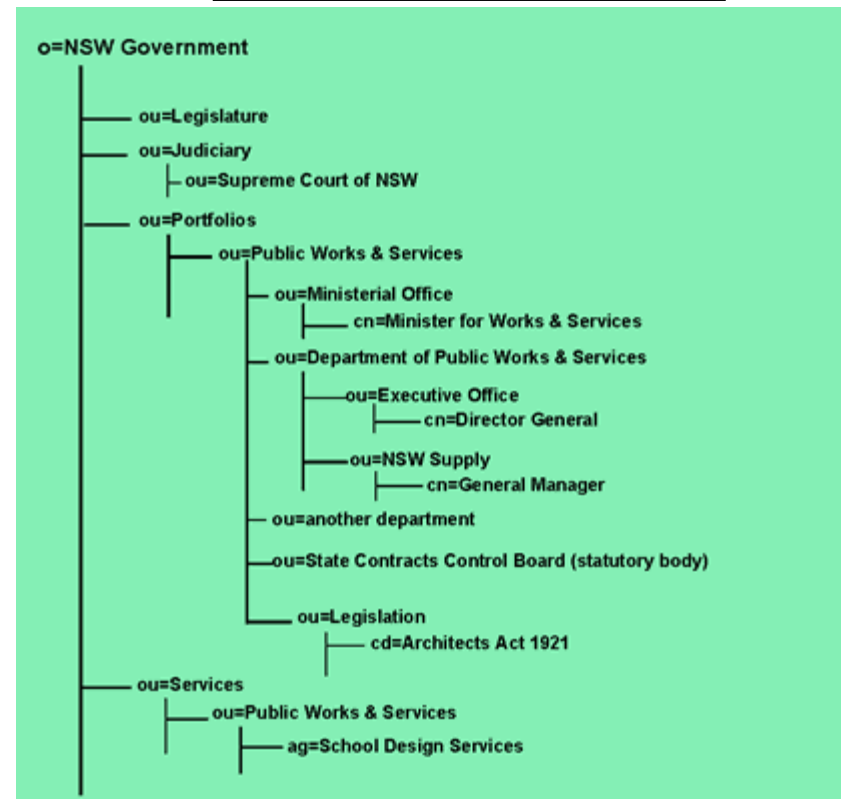 o=NSW Government
ou=Legislature
ou=Judiciary
ou=Supreme Court of NSW
ou=Portfolios
ou=Public Works & Services
ou=Ministerial Office
cn=Minister for Works & Services
ou=Department of Public Works & Services
ou=Executive Office
cn=Director General
ou=NSW Supply
cn=General Manager
ou=another department
ou=State Contracts Control Board (statutory body)
ou=Legislation
cd=Architects Act 1921
ou=Services
ou=Public Works & Services
ag=School Design Services